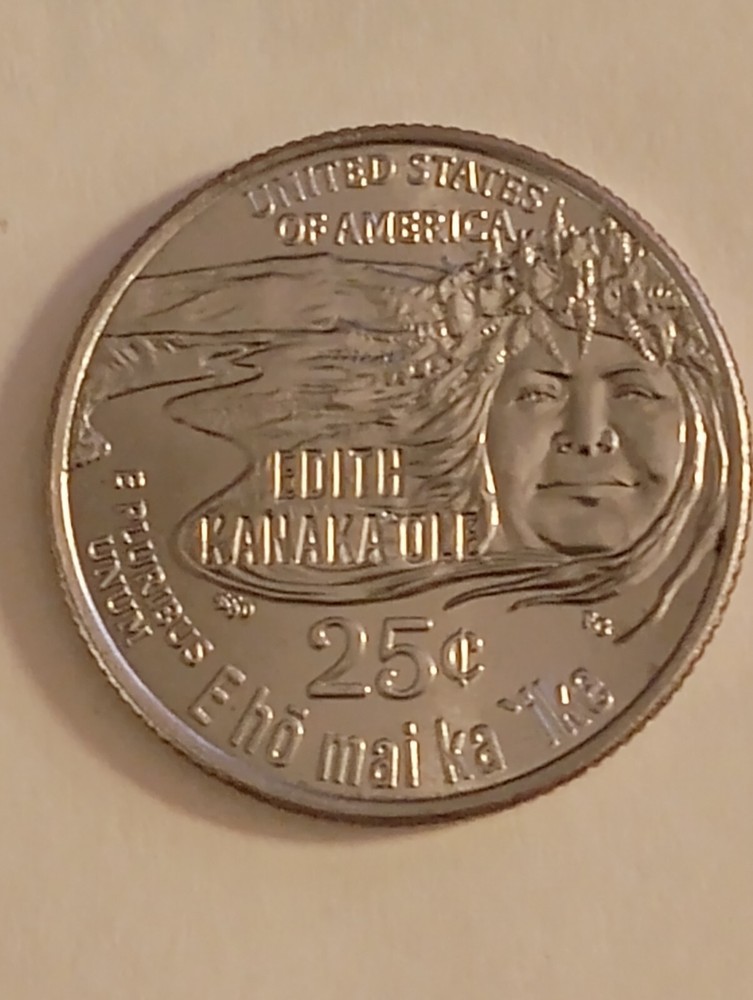 UNITED STATES
OF AMERICA
EDITH
KANAKAʻOLE
E PLURIBUS
UNUM
25¢
E hō mai ka ʻike